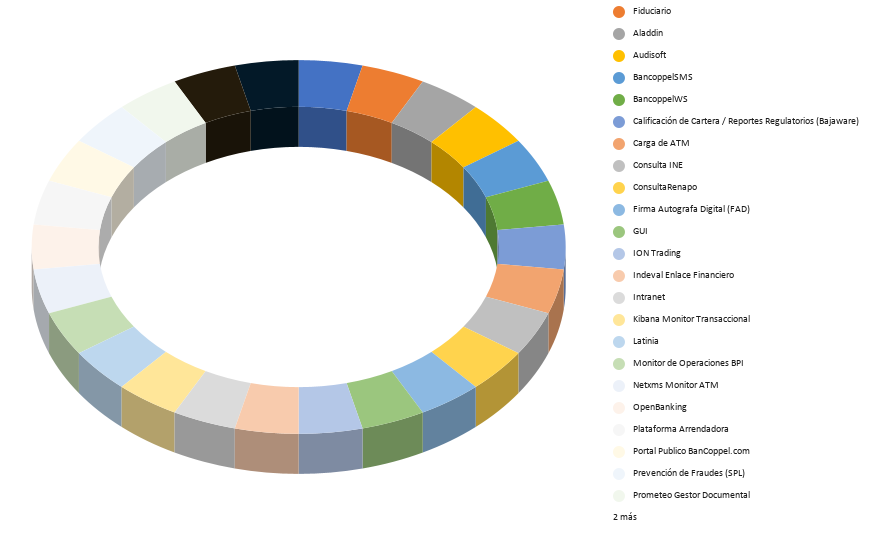 Fiduciario
Aladdin
Audisoft
BancoppelSMS
BancoppelWS
Calificación de Cartera / Reportes Regulatorios (Bajaware)
Carga de ATM
Consulta INE
ConsultaRenapo
Firma Autografa Digital (FAD)
GUI
ION Trading
Indeval Enlace Financiero
Intranet
Kibana Monitor Transaccional
Latinia
Monitor de Operaciones BPI
Netxms Monitor ATM
OpenBanking
Plataforma Arrendadora
Portal Publico BanCoppel.com
Prevención de Fraudes (SPL)
Prometeo Gestor Documental
2 más